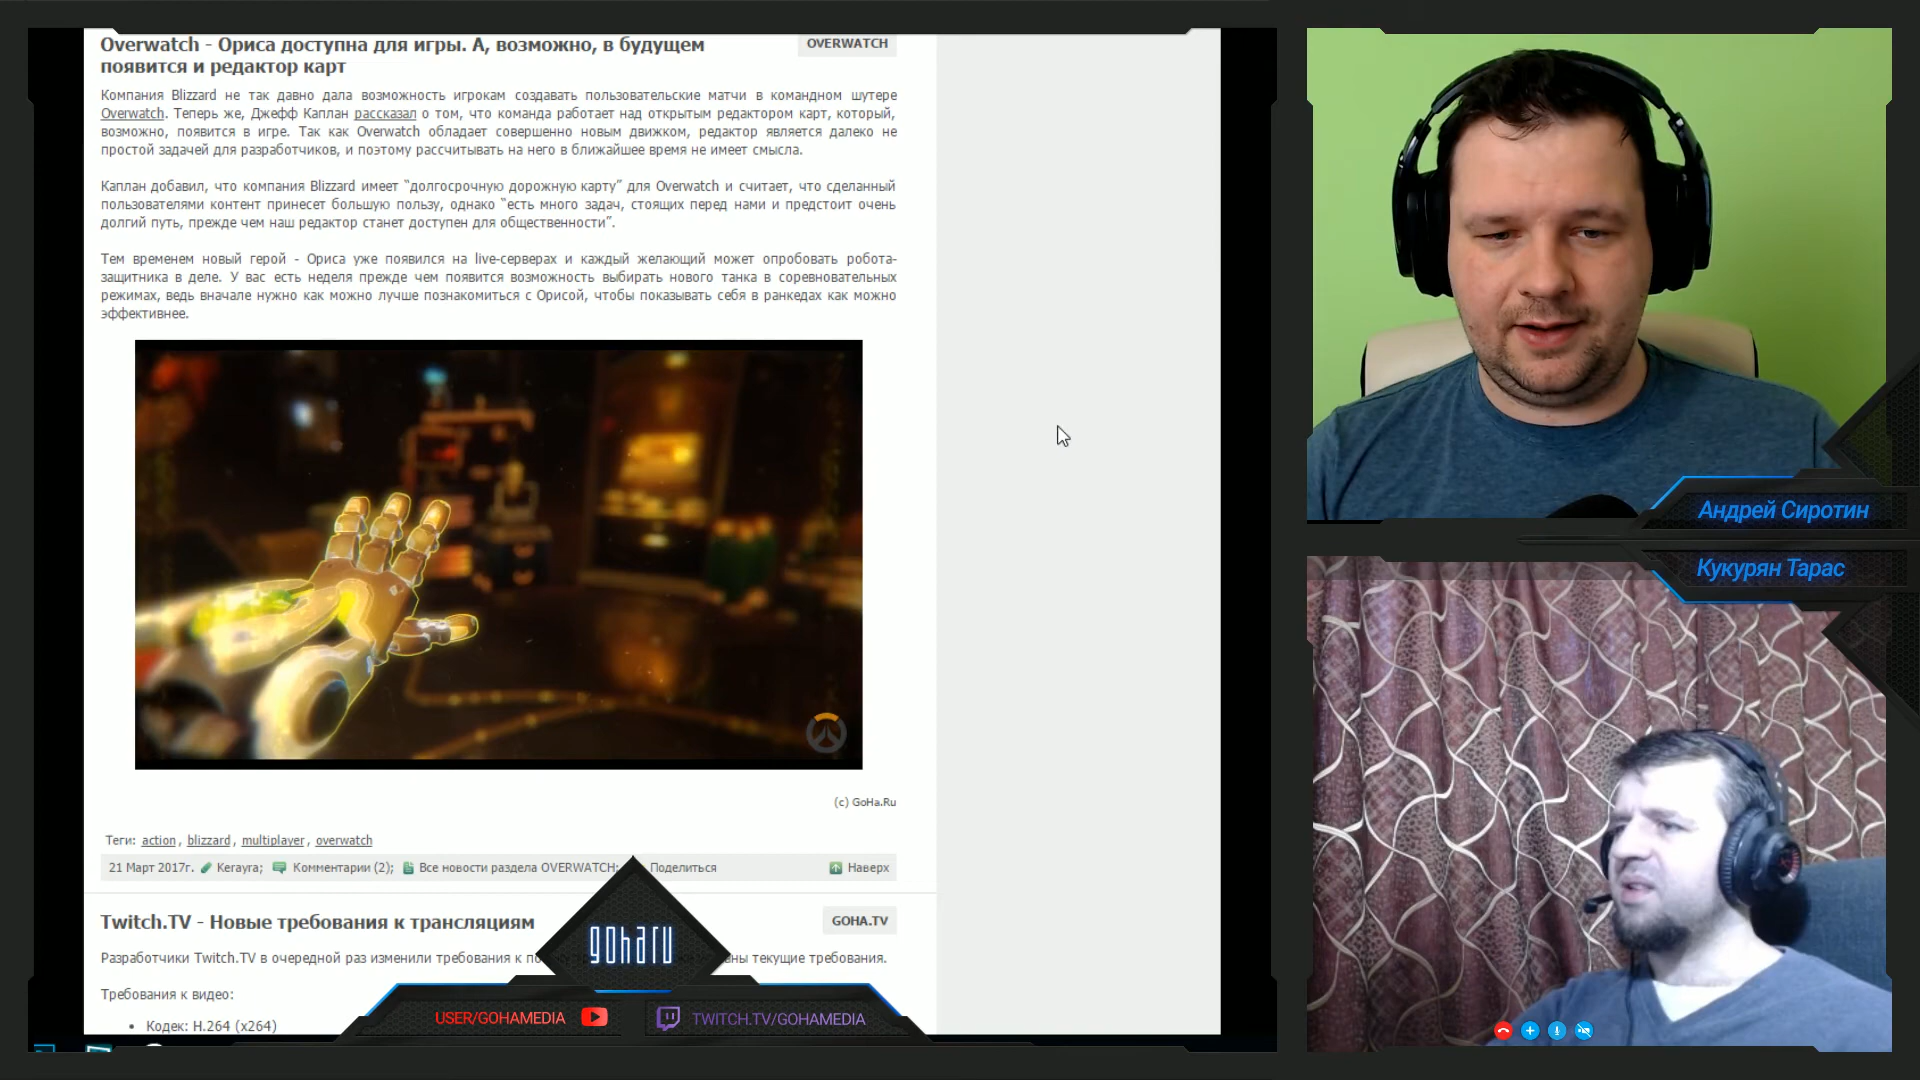 Overwatch - Ориса доступна для игры. А, возможно, в будущем
появится и редактор карт
OVERWATCH
Компания Blizzard не так давно дала возможность игрокам создавать пользовательские матчи в командном шутере
Overwatch. Теперь же, Джефф Каплан рассказал о том, что команда работает над открытым редактором карт, который,
возможно, появится в игре. Так как Overwatch обладает совершенно новым движком, редактор является далеко не
простой задачей для разработчиков, и поэтому рассчитывать на него в ближайшее время не имеет смысла.
Каплан добавил, что компания Blizzard имеет “долгосрочную дорожную карту” для Overwatch и считает, что сделанный
пользователями контент принесет большую пользу, однако “есть много задач, стоящих перед нами и предстоит очень
долгий путь, прежде чем наш редактор станет доступен для общественности”.
Тем временем новый герой - Ориса уже появился на live-серверах и каждый желающий может опробовать робота-
защитника в деле. У вас есть неделя прежде чем появится возможность выбирать нового танка в соревновательных
режимах, ведь вначале нужно как можно лучше познакомиться с Орисой, чтобы показывать себя в ранкедах как можно
эффективнее.
(c) GoHa.Ru
Теги: action, blizzard, multiplayer, overwatch
21 Март 2017г. Kerayra; Комментарии (2); Все новости раздела OVERWATCH; Поделиться Наверх
Twitch.TV - Новые требования к трансляциям
GOHA.TV
Разработчики Twitch.TV в очередной раз изменили требования к текущие требования.
Требования к видео:
• Кодек: H.264 (x264)
goharu
USER/GOHAMEDIA
TWITCH.TV/GOHAMEDIA
Андрей Сиротин
Кукурян Тарас